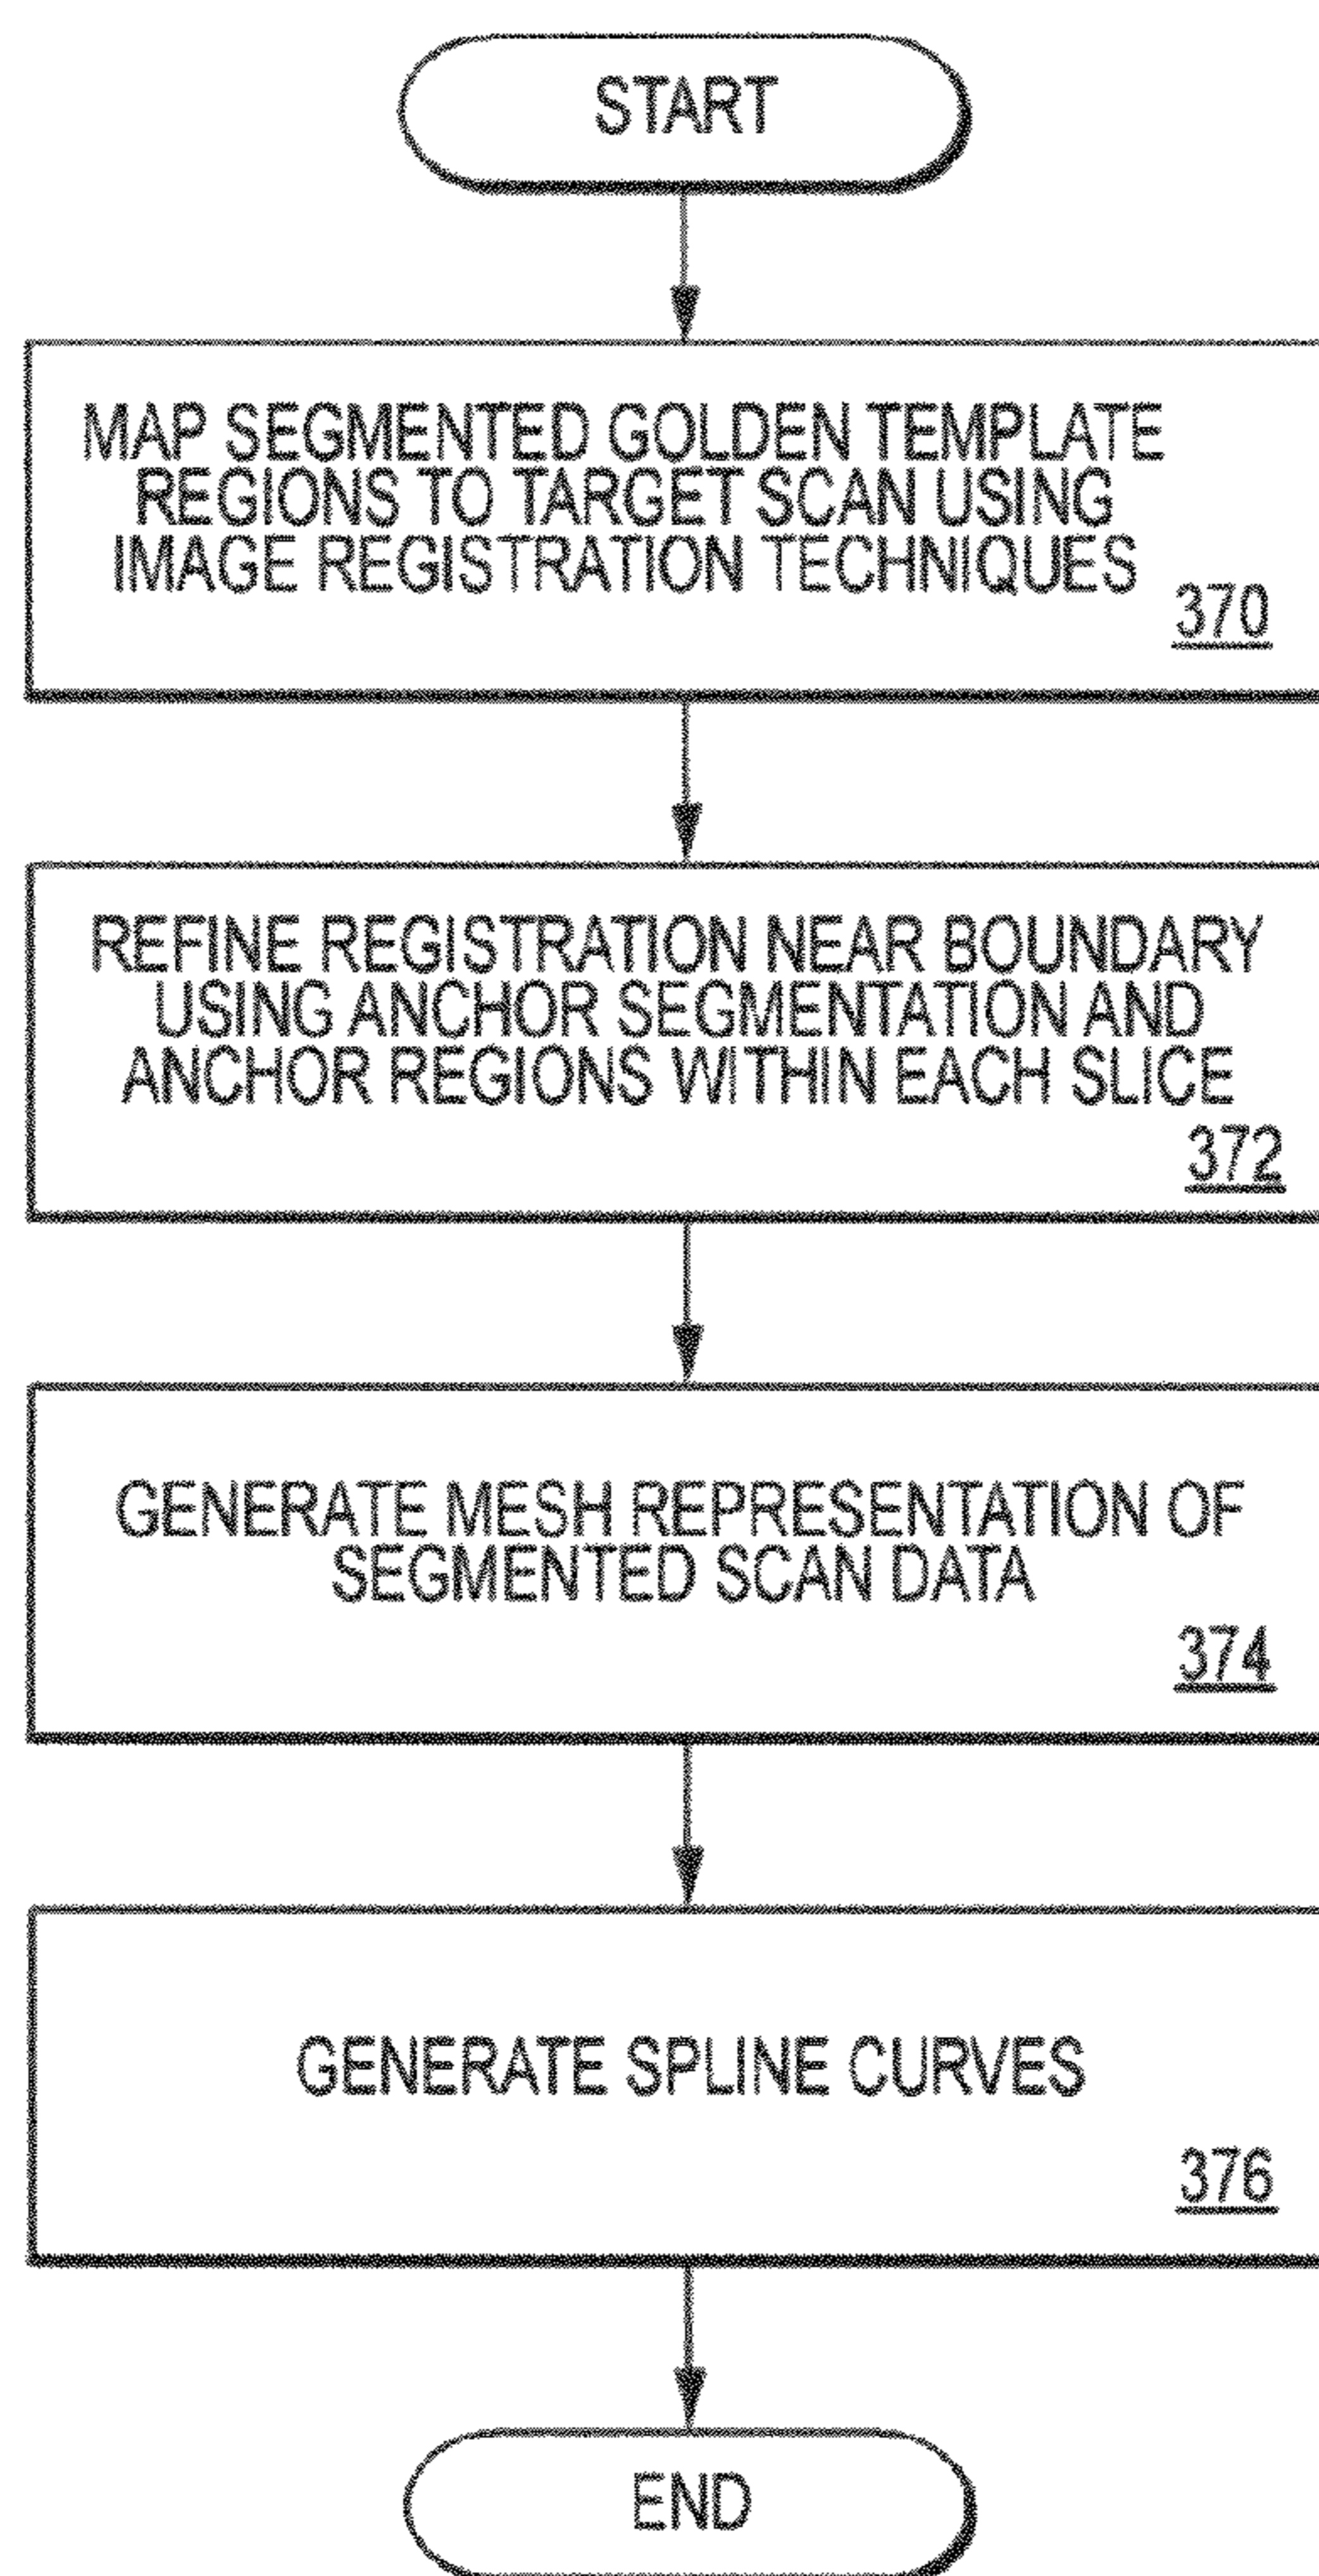 START
MAP SEGMENTED GOLDEN TEMPLATE
REGIONS TO TARGET SCAN USING
IMAGE REGISTRATION TECHNIQUES
370
REFINE REGISTRATION NEAR BOUNDARY
USING ANCHOR SEGMENTATION AND
ANCHOR REGIONS WITHIN EACH SLICE
372
GENERATE MESH REPRESENTATION OF
SEGMENTED SCAN DATA
374
GENERATE SPLINE CURVES
376
END